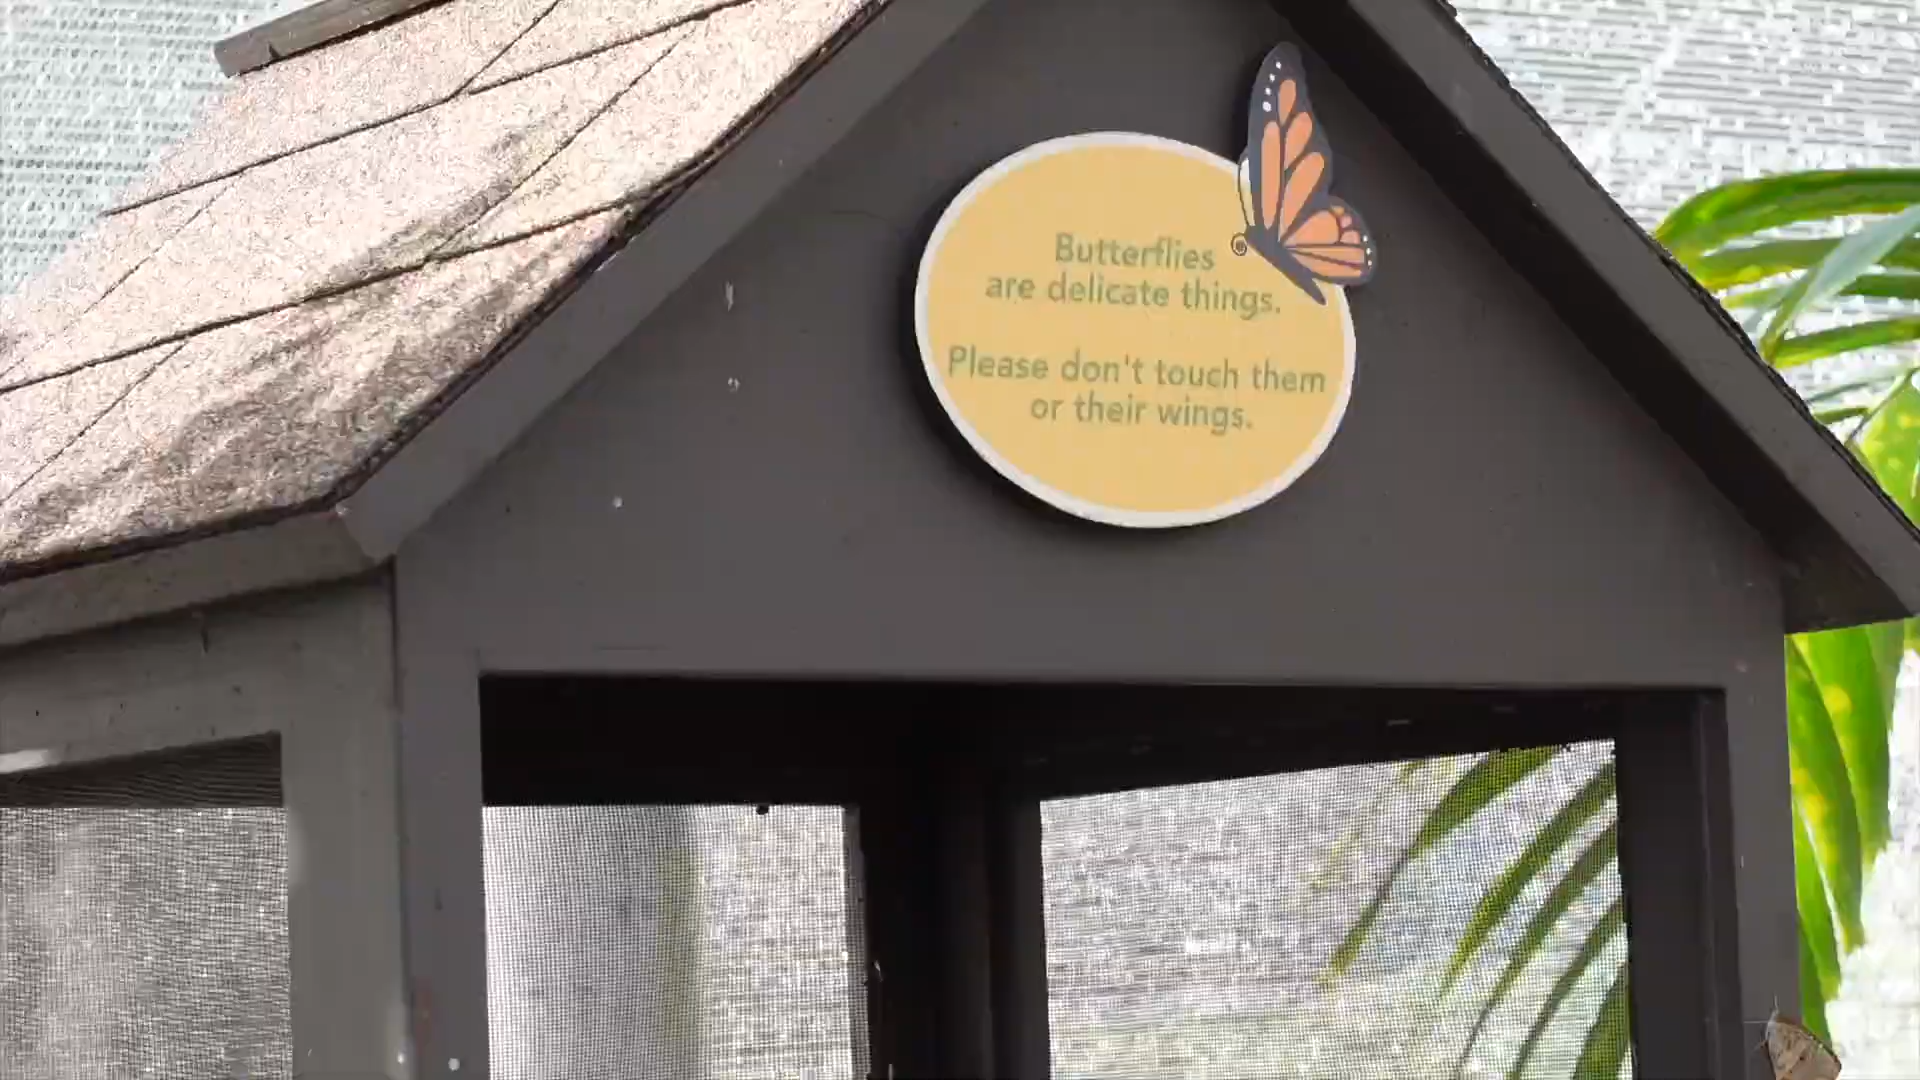 Butterflies
are delicate things.
Please don't touch them
or their wings.